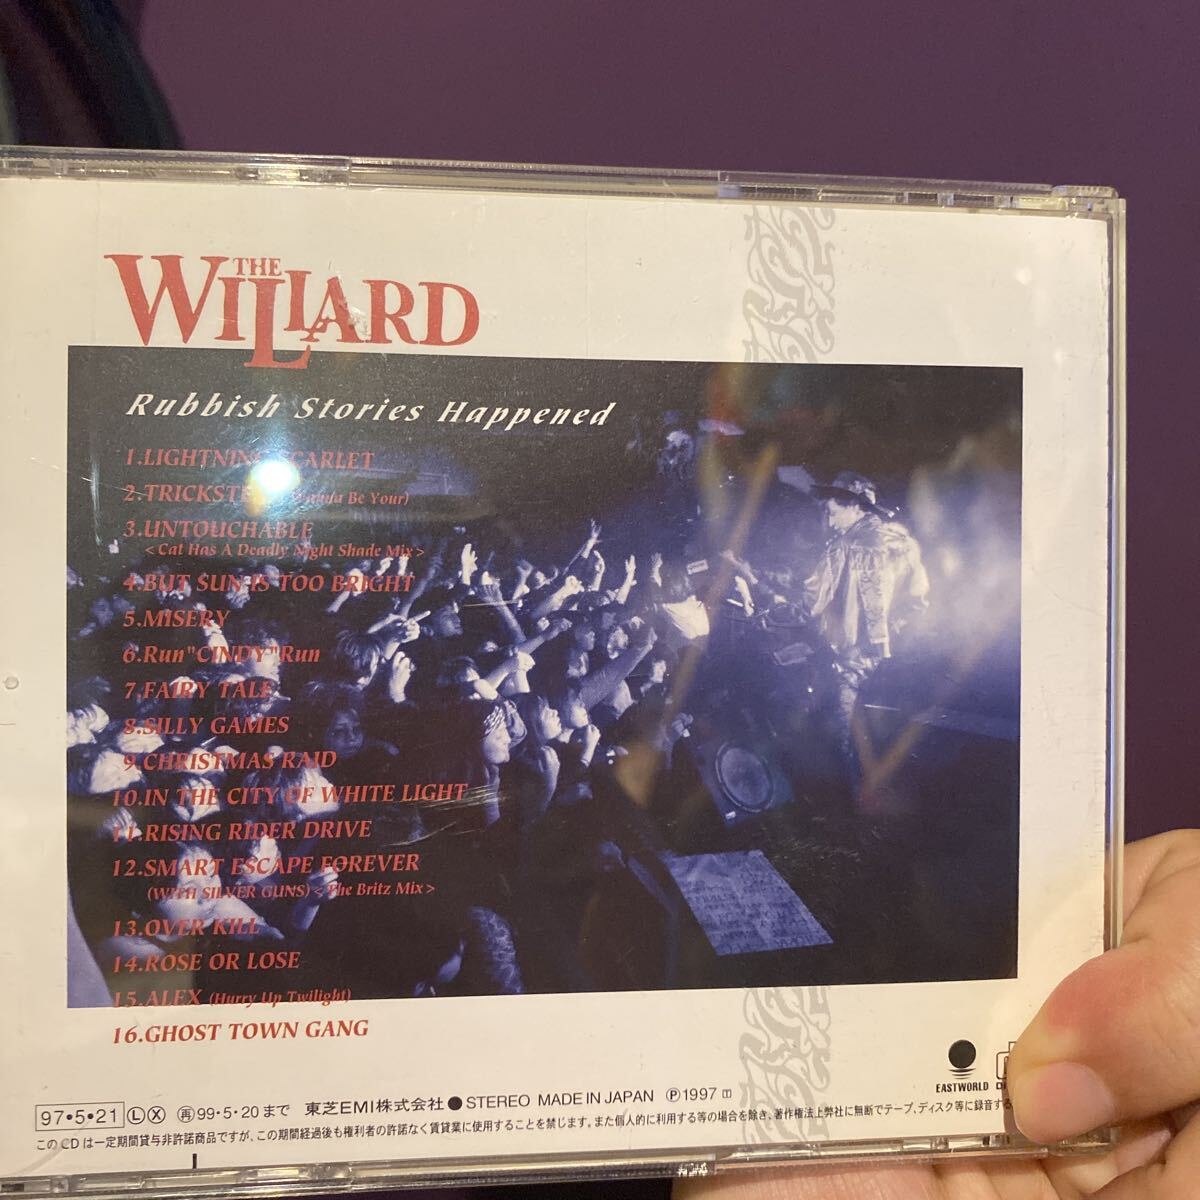 THE
WILLARD
Rubbish Stories Happened
1.LIGHTNING SCARLET
2.TRICKSTER Wanna Be Your)
3.UNTOUCHABLE
<Cat Has A Deadly Night Shade Mix>
4.BUT SUN IS TOO BRIGHT
5.MISERY
6.Run"CINDY"Run
7.FAIRY TALE
8.SILLY GAMES
9.CHRISTMAS RAID
10.IN THE CITY OF WHITE LIGHT
11.RISING RIDER DRIVE
12.SMART ESCAPE FOREVER
(WITH SILVER GUNS)<The Britz Mix>
13.OVER KILL
14.ROSE OR LOSE
15.ALEX (Hurry Up Twilight)
16.GHOST TOWN GANG
EASTWORLD
97・5・21 Ⓛ Ⓧ ㊢99・5・20まで 東芝EMI株式会社●STEREO MADE IN JAPAN Ⓟ1997
このCDは一定期間貸与非許諾商品ですが、この期間経過後も権利者の許諾なく賃貸業に使用することを禁じます。また個人的に利用する等の場合を除き、著作権法上弊社に無断でテープ、ディスク等に録音する